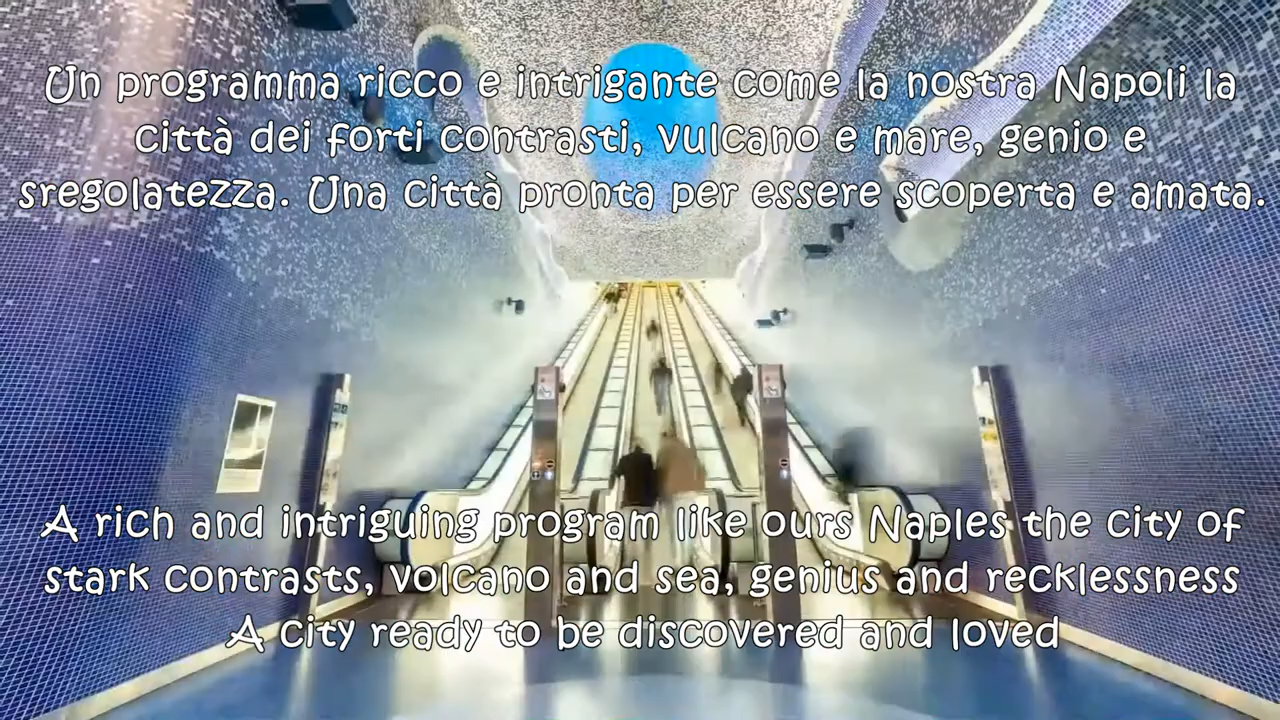 Un programma ricco e intrigante come la nostra Napoli la
città dei forti contrasti, vulcano e mare, genio e
sregolatezza. Una Città pronta per essere scoperta e amata.
A rich and intriguing program like ours Naples the city of
stark contrasts, volcano and sea, genius and recklessness
A city ready to be discovered and loved